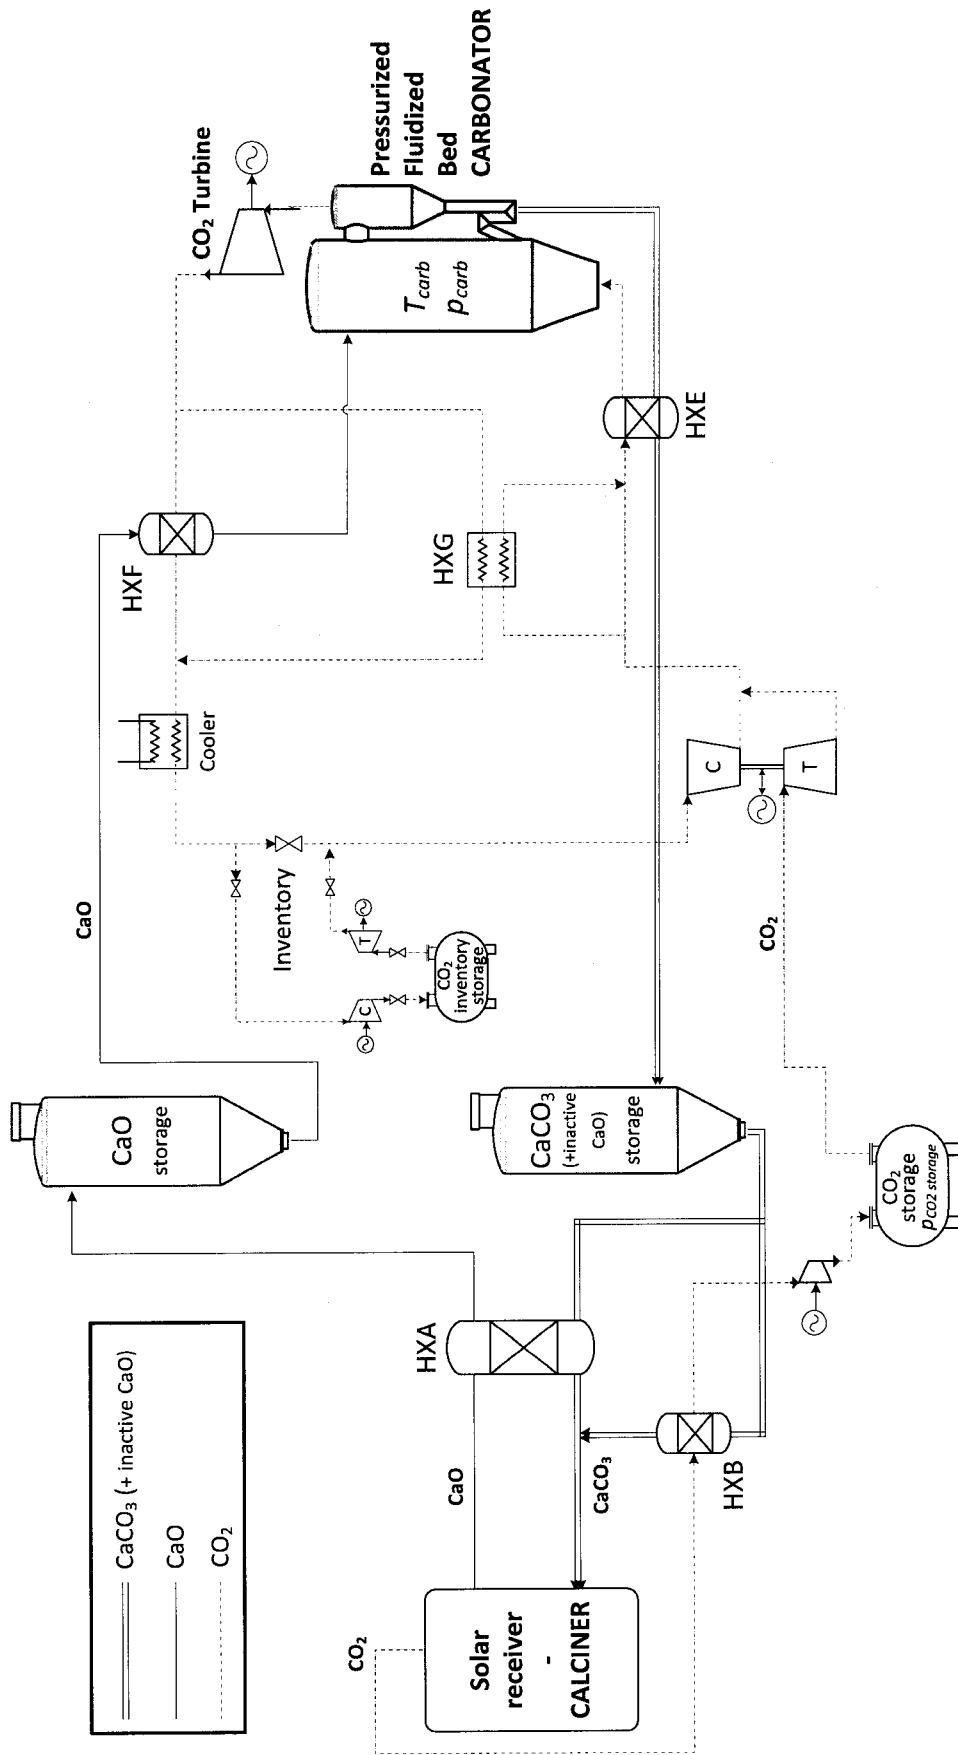 CaCO3 (+ inactive CaO)
CaO
CO2
CO2
Solar
receiver
-
CALCINER
CaO
CaCO3
HXA
HXB
CaO
storage
CaCO3
(+inactive
CaO)
storage
CO2
storage
pCO2 storage
CaO
Inventory
C
T
CO2
inventory
storage
CO2
C
T
Cooler
HXF
HXG
HXE
CO2 Turbine
Tcarb
pcarb
Pressurized
Fluidized
Bed
CARBONATOR